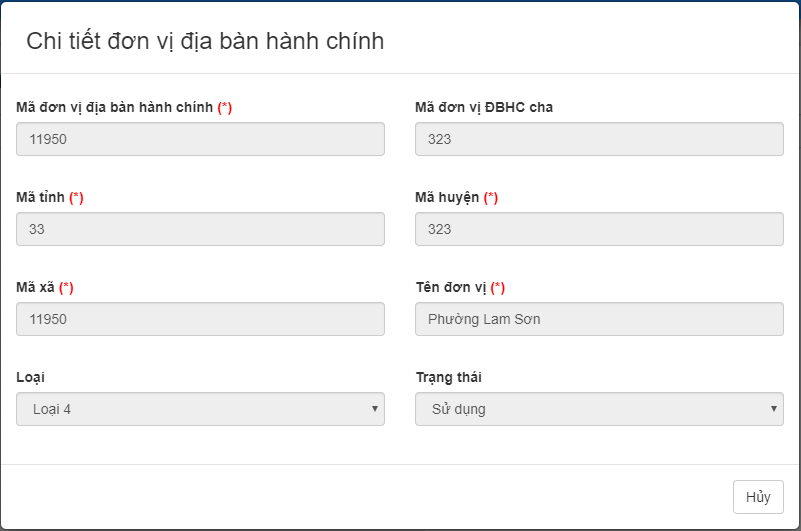 Chi tiết đơn vị địa bàn hành chính
Mã đơn vị địa bàn hành chính (*)
Mã đơn vị ĐBHC cha
11950
323
Mã tỉnh (*)
Mã huyện (*)
33
323
Mã xã (*)
Tên đơn vị (*)
11950
Phường Lam Sơn
Loại
Trạng thái
Loại 4
Sử dụng
Hủy